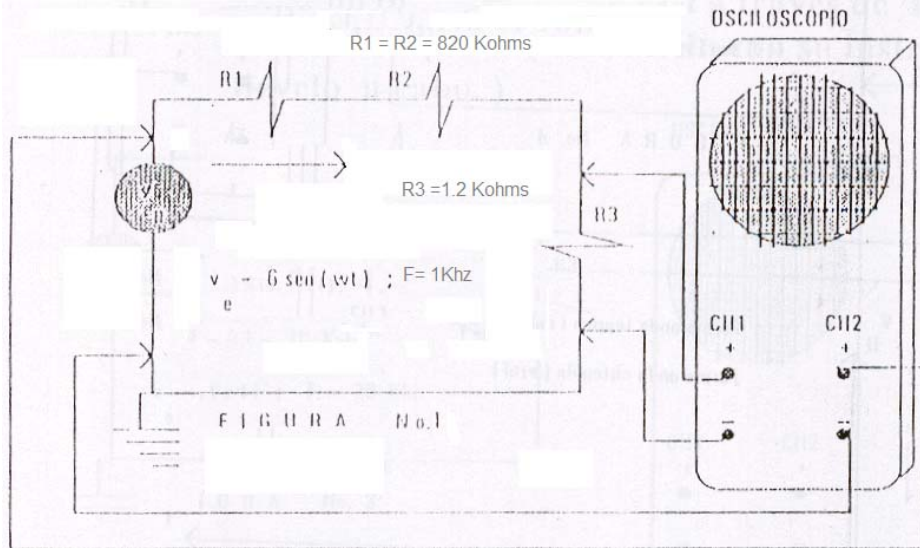 OSCILOSCOPIO
R1 = R2 = 820 Kohms
R1 R2
R3 =1.2 Kohms
R3
v = 6 sen(wt) ; F= 1Khz
e
CH1 CH2
+ +
- -
FIGURA No.1